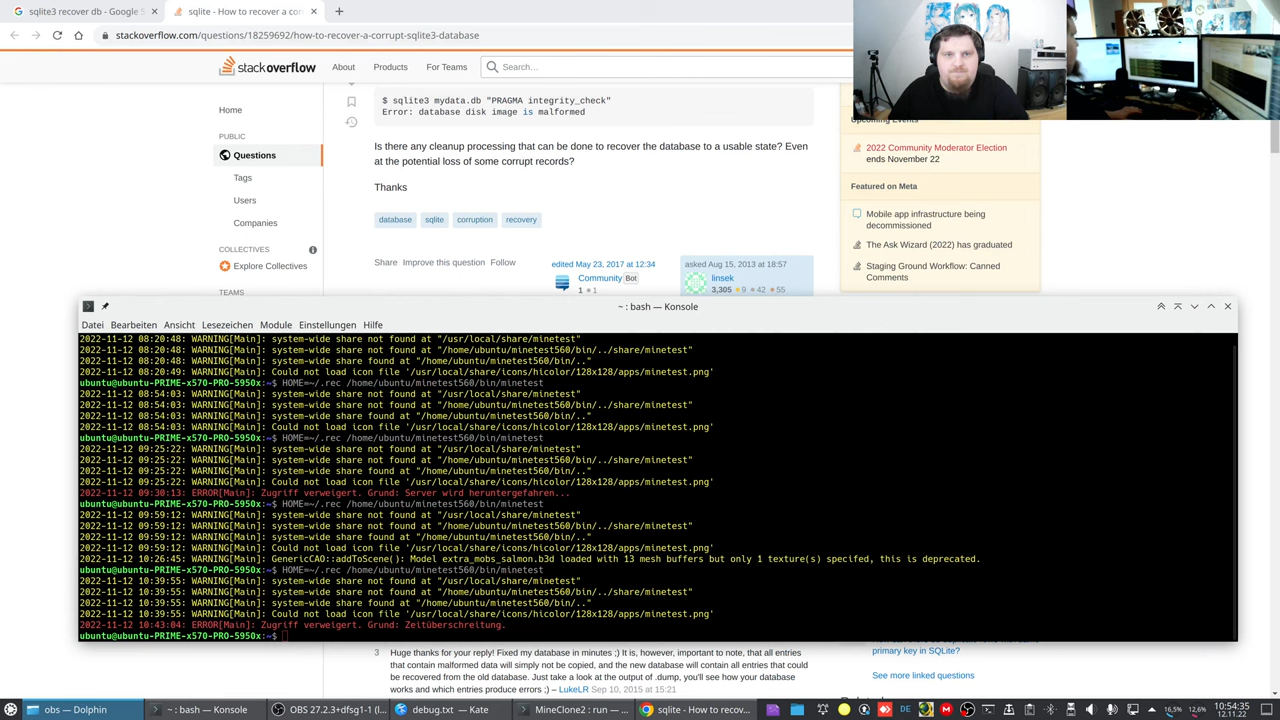 sqlite3 recover db - Google S
sqlite - How to recover a cor
stackoverflow.com/questions/18259692/how-to-recover-a-corrupt-sqlite3-database
stackoverflow
About
Products
For Teams
Search...
Home
PUBLIC
Questions
Tags
Users
Companies
COLLECTIVES
Explore Collectives
TEAMS
$ sqlite3 mydata.db "PRAGMA integrity_check"
Error: database disk image is malformed
Is there any cleanup processing that can be done to recover the database to a usable state? Even
at the potential loss of some corrupt records?
Thanks
database sqlite corruption recovery
Share Improve this question Follow
edited May 23, 2017 at 12:34
Community Bot
1 1
asked Aug 15, 2013 at 18:57
linsek
3,305 9 42 55
Upcoming Events
2022 Community Moderator Election
ends November 22
Featured on Meta
Mobile app infrastructure being
decommissioned
The Ask Wizard (2022) has graduated
Staging Ground Workflow: Canned
Comments
~ : bash — Konsole
Datei Bearbeiten Ansicht Lesezeichen Module Einstellungen Hilfe
2022-11-12 08:20:48: WARNING[Main]: system-wide share not found at "/usr/local/share/minetest"
2022-11-12 08:20:48: WARNING[Main]: system-wide share not found at "/home/ubuntu/minetest560/bin/../share/minetest"
2022-11-12 08:20:48: WARNING[Main]: system-wide share found at "/home/ubuntu/minetest560/bin/.."
2022-11-12 08:20:49: WARNING[Main]: Could not load icon file '/usr/local/share/icons/hicolor/128x128/apps/minetest.png'
ubuntu@ubuntu-PRIME-x570-PRO-5950x:~$ HOME=~/.rec /home/ubuntu/minetest560/bin/minetest
2022-11-12 08:54:03: WARNING[Main]: system-wide share not found at "/usr/local/share/minetest"
2022-11-12 08:54:03: WARNING[Main]: system-wide share not found at "/home/ubuntu/minetest560/bin/../share/minetest"
2022-11-12 08:54:03: WARNING[Main]: system-wide share found at "/home/ubuntu/minetest560/bin/.."
2022-11-12 08:54:03: WARNING[Main]: Could not load icon file '/usr/local/share/icons/hicolor/128x128/apps/minetest.png'
ubuntu@ubuntu-PRIME-x570-PRO-5950x:~$ HOME=~/.rec /home/ubuntu/minetest560/bin/minetest
2022-11-12 09:25:22: WARNING[Main]: system-wide share not found at "/usr/local/share/minetest"
2022-11-12 09:25:22: WARNING[Main]: system-wide share not found at "/home/ubuntu/minetest560/bin/../share/minetest"
2022-11-12 09:25:22: WARNING[Main]: system-wide share found at "/home/ubuntu/minetest560/bin/.."
2022-11-12 09:25:22: WARNING[Main]: Could not load icon file '/usr/local/share/icons/hicolor/128x128/apps/minetest.png'
2022-11-12 09:30:13: ERROR[Main]: Zugriff verweigert. Grund: Server wird heruntergefahren...
ubuntu@ubuntu-PRIME-x570-PRO-5950x:~$ HOME=~/.rec /home/ubuntu/minetest560/bin/minetest
2022-11-12 09:59:12: WARNING[Main]: system-wide share not found at "/usr/local/share/minetest"
2022-11-12 09:59:12: WARNING[Main]: system-wide share not found at "/home/ubuntu/minetest560/bin/../share/minetest"
2022-11-12 09:59:12: WARNING[Main]: system-wide share found at "/home/ubuntu/minetest560/bin/.."
2022-11-12 09:59:12: WARNING[Main]: Could not load icon file '/usr/local/share/icons/hicolor/128x128/apps/minetest.png'
2022-11-12 10:26:45: WARNING[Main]: GenericCAO::addToScene(): Model extra_mobs_salmon.b3d loaded with 13 mesh buffers but only 1 texture(s) specifed, this is deprecated.
ubuntu@ubuntu-PRIME-x570-PRO-5950x:~$ HOME=~/.rec /home/ubuntu/minetest560/bin/minetest
2022-11-12 10:39:55: WARNING[Main]: system-wide share not found at "/usr/local/share/minetest"
2022-11-12 10:39:55: WARNING[Main]: system-wide share not found at "/home/ubuntu/minetest560/bin/../share/minetest"
2022-11-12 10:39:55: WARNING[Main]: system-wide share found at "/home/ubuntu/minetest560/bin/.."
2022-11-12 10:39:55: WARNING[Main]: Could not load icon file '/usr/local/share/icons/hicolor/128x128/apps/minetest.png'
2022-11-12 10:43:04: ERROR[Main]: Zugriff verweigert. Grund: Zeitüberschreitung.
ubuntu@ubuntu-PRIME-x570-PRO-5950x:~$
3 Huge thanks for your reply! Fixed my database in minutes ;) It is, however, important to note, that all entries
that contain malformed data will simply not be copied, and the new database will contain all entries that could
be recovered from the old database. Just take a look at the output of .dump, you'll see how your database
works and which entries produce errors ;) – LukeLR Sep 10, 2015 at 15:21
primary key in SQLite?
See more linked questions
obs — Dolphin
~ : bash — Konsole
OBS 27.2.3+dfsg1-1 (l...
debug.txt — Kate
MineClone2 : run — ...
sqlite - How to reco...
DE
16,5% 12,6%
10:54:35
12.11.22